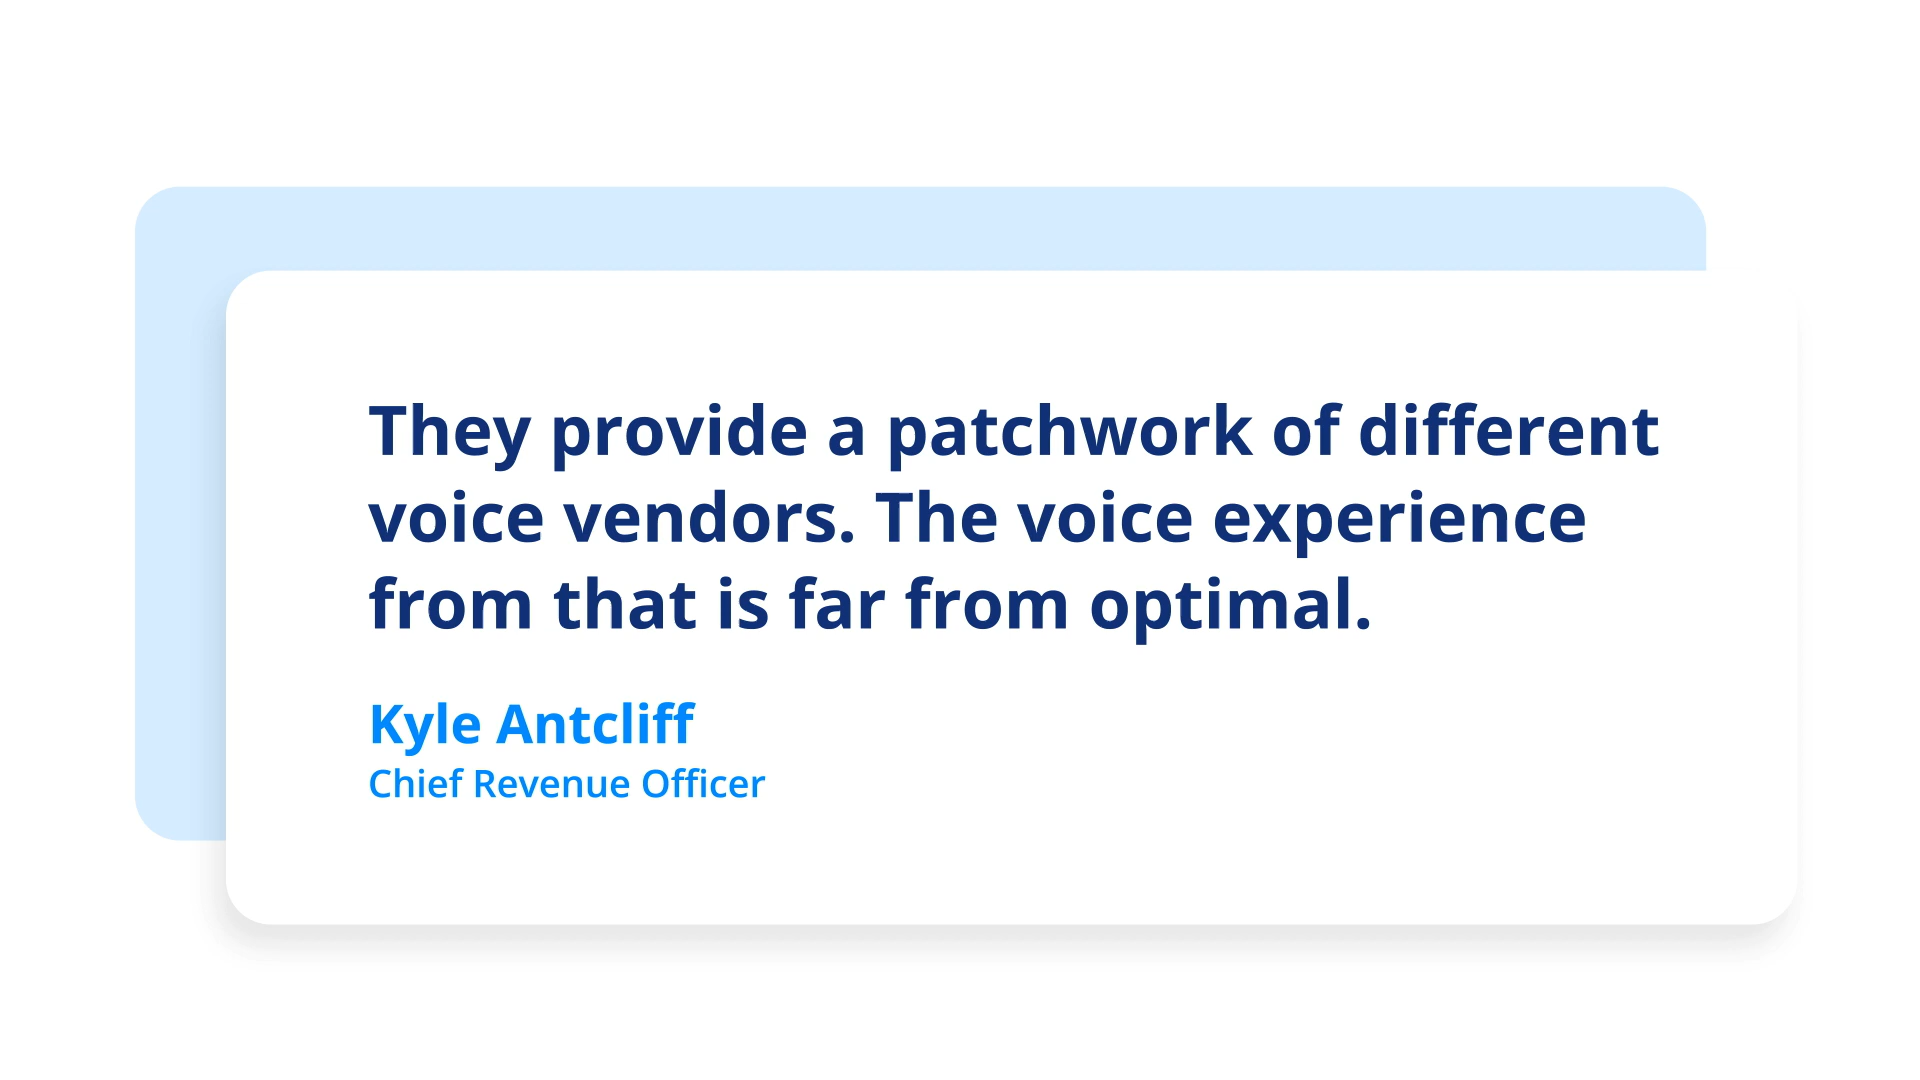 They provide a patchwork of different
voice vendors. The voice experience
from that is far from optimal.
Kyle Antcliff
Chief Revenue Officer